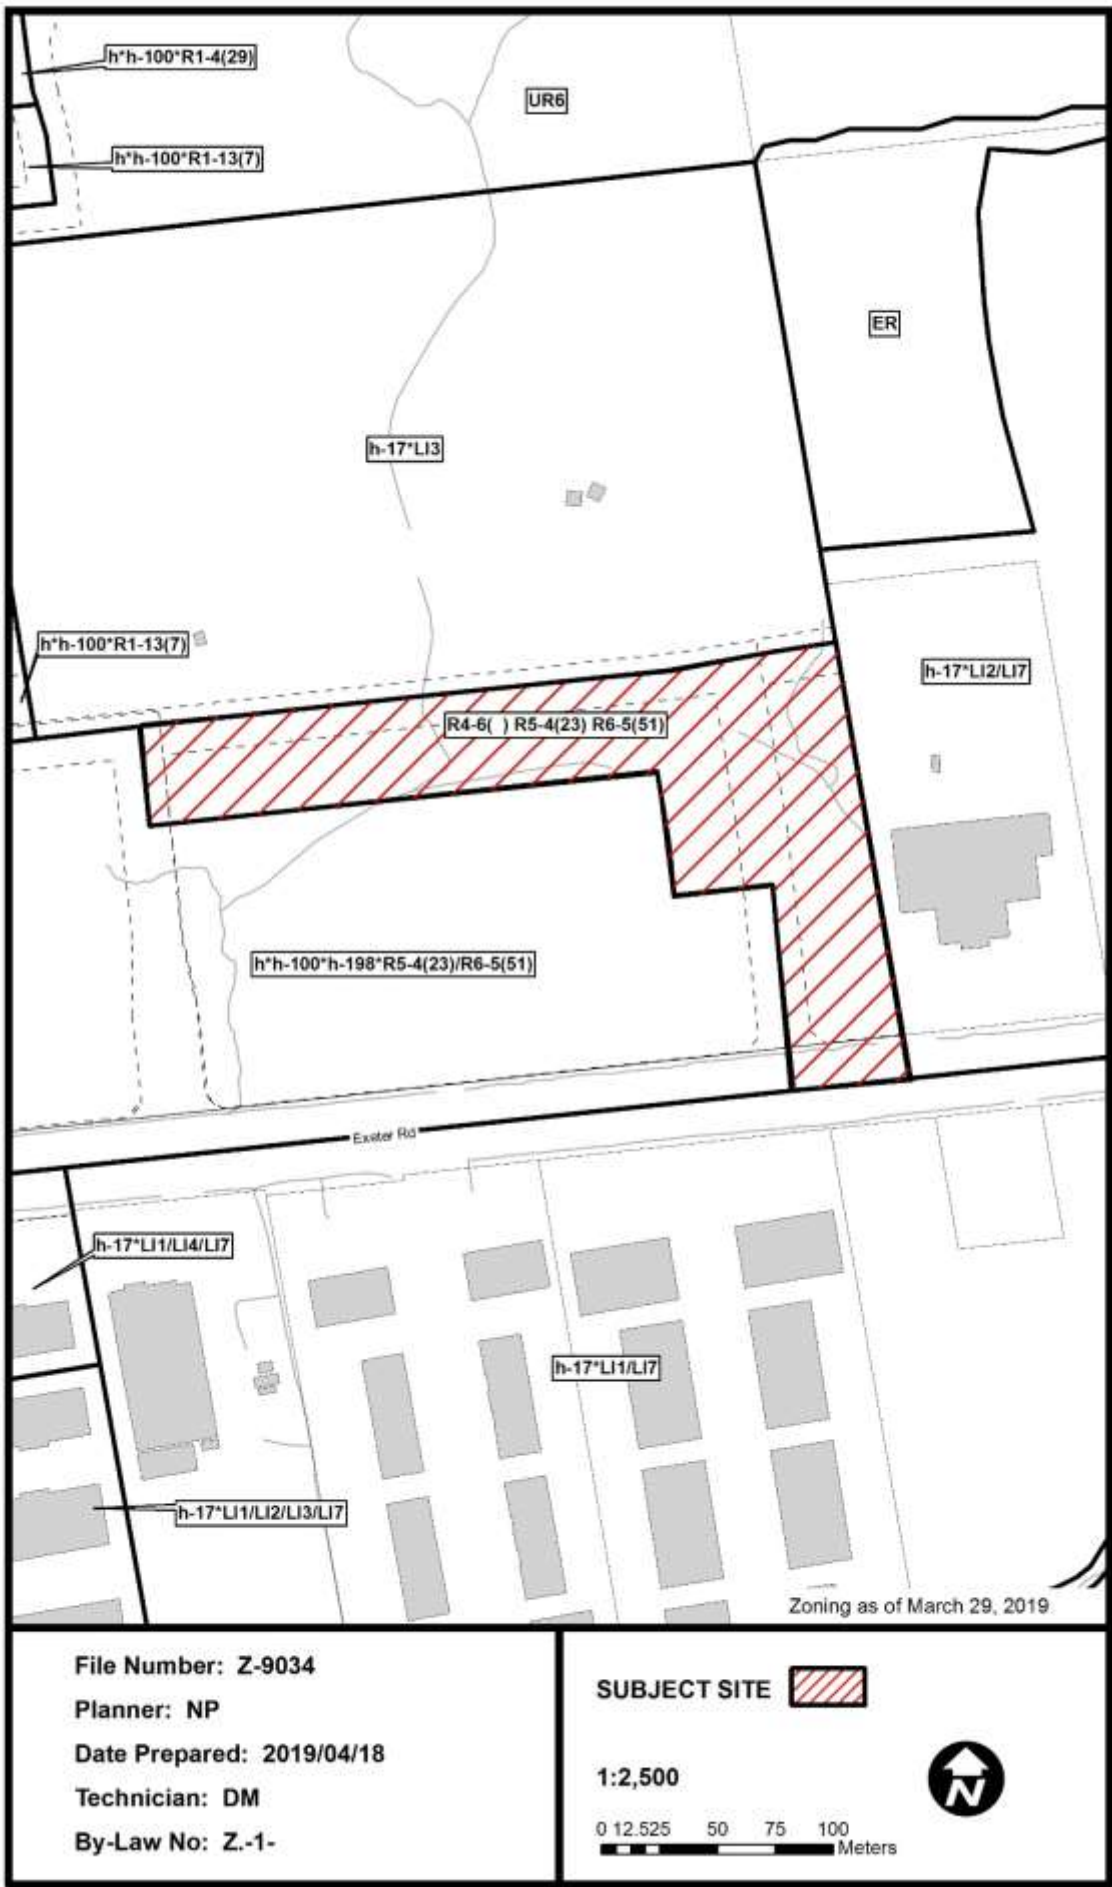 h*h-100*R1-4(29)
UR6
h*h-100*R1-13(7)
ER
h-17*LI3
h*h-100*R1-13(7)
h-17*LI2/LI7
R4-6( ) R5-4(23) R6-5(51)
h*h-100*h-198*R5-4(23)/R6-5(51)
Exeter Rd
h-17*LI1/LI4/LI7
h-17*LI1/LI7
h-17*LI1/LI2/LI3/LI7
Zoning as of March 29, 2019
File Number: Z-9034
Planner: NP
Date Prepared: 2019/04/18
Technician: DM
By-Law No: Z.-1-
SUBJECT SITE
1:2,500
0 12.525 50 75 100
Meters
N